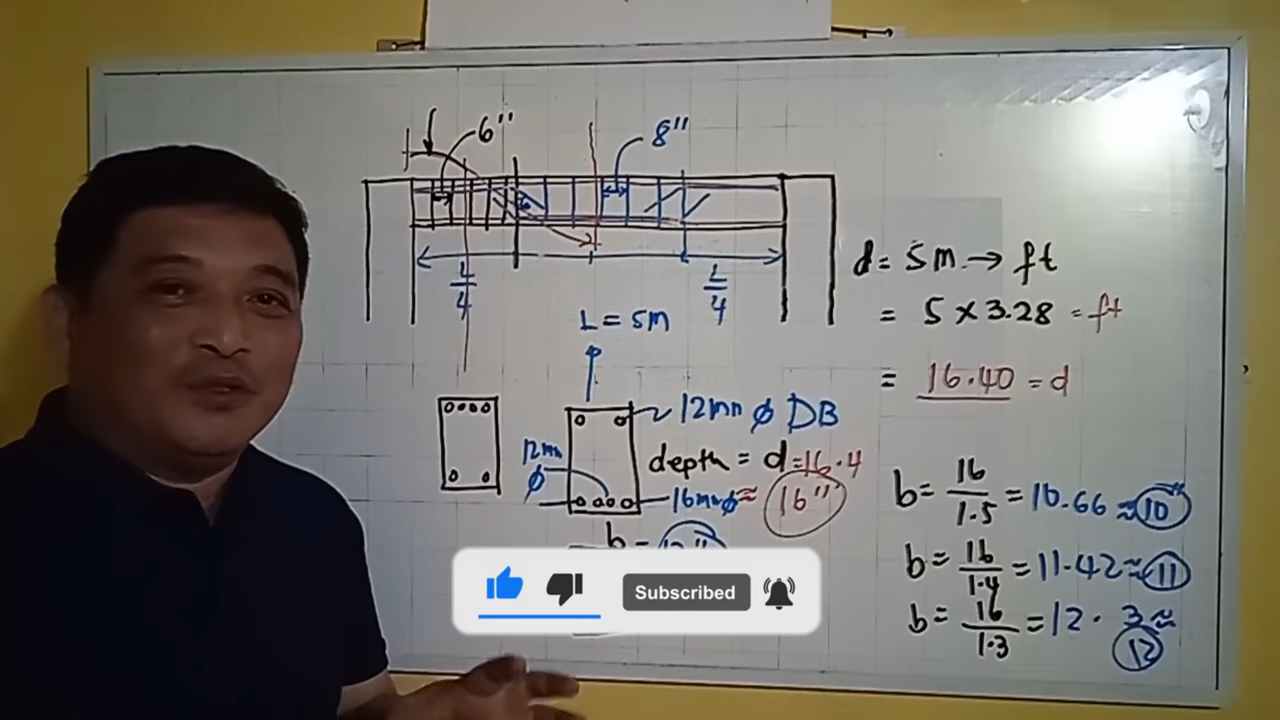 6"
8"
L/4
L/4
L = 5m
d = 5m → ft
= 5 x 3.28 = ft
= 16.40 = d
12mm ϕ DB
12mm
ϕ
depth = d = 16.4
16mm ϕ ≈ 16"
b =
b = 16/1.5 = 10.66 ≈ 10"
b = 16/1.4 = 11.42 ≈ 11
b = 16/1.3 = 12.3 ≈
12
Subscribed